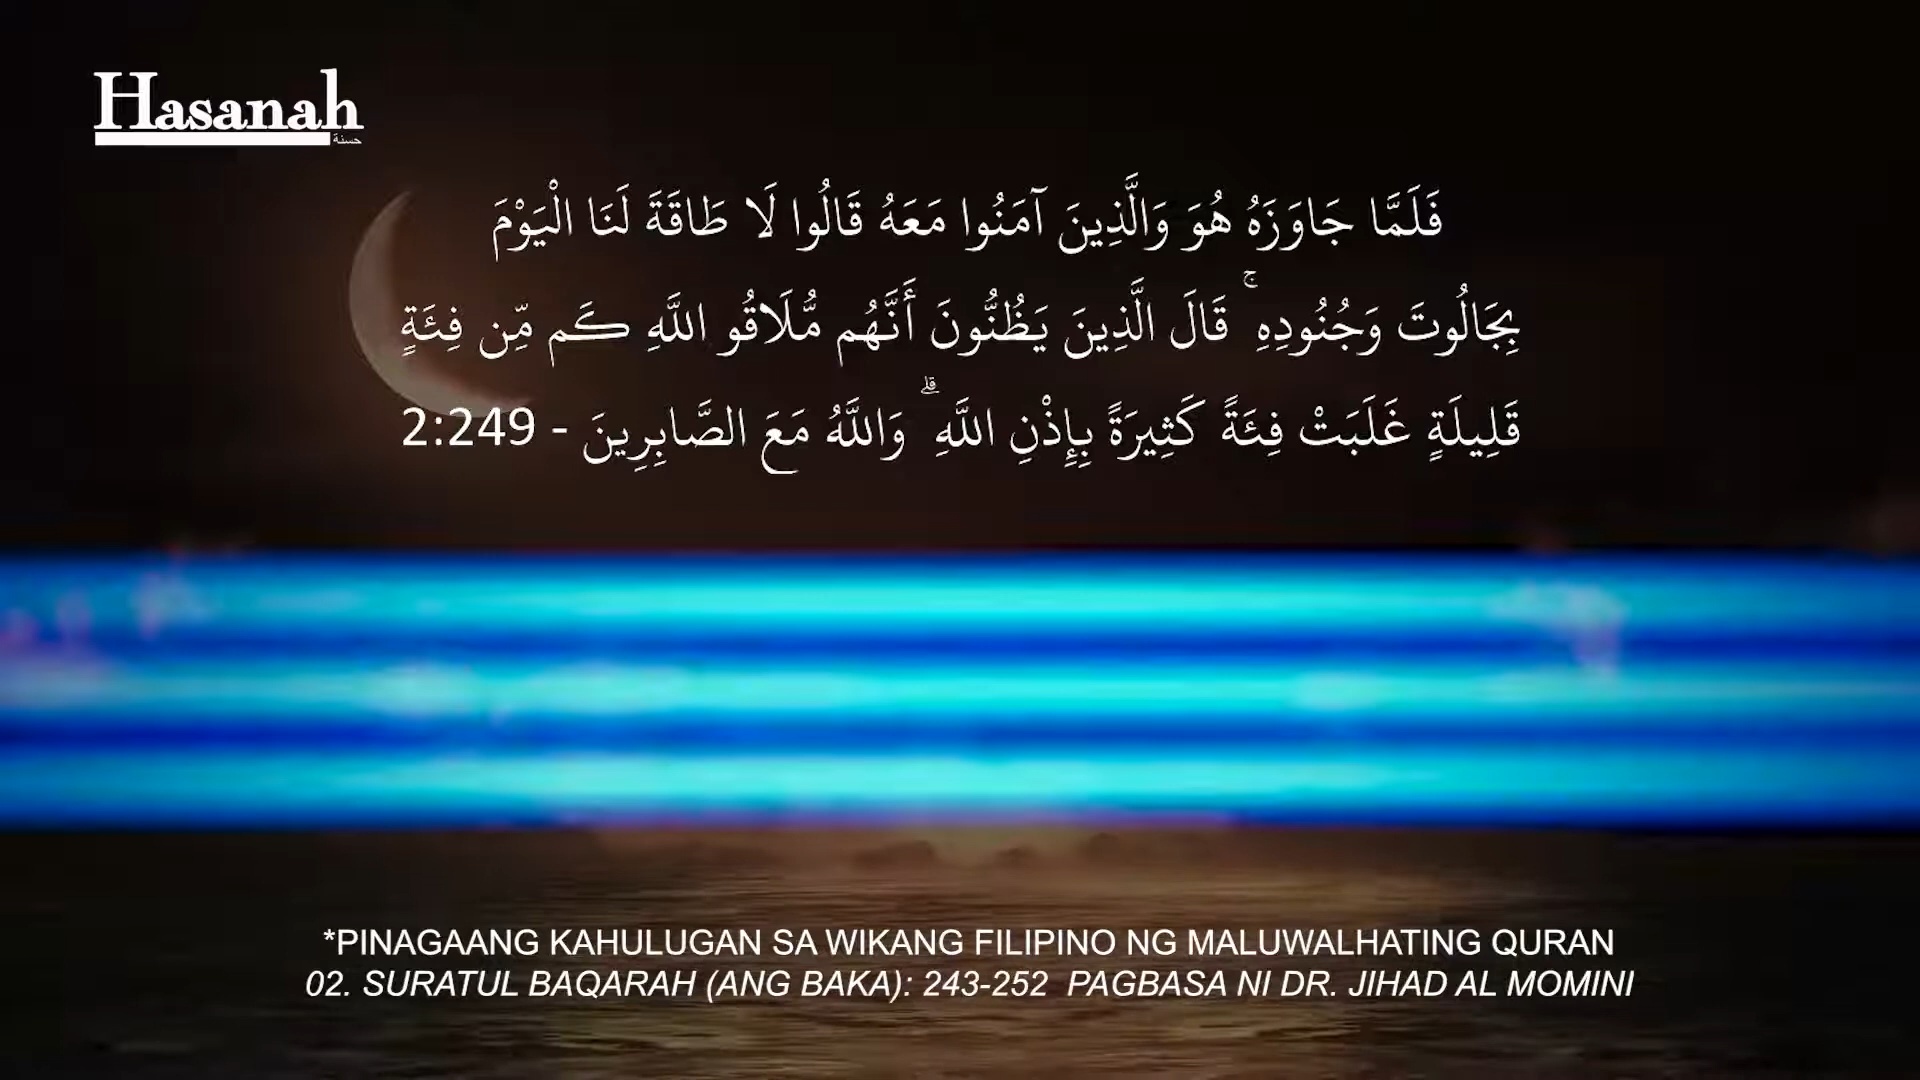 Hasanah
حسنة
فَلَمَّا جَاوَزَهُ هُوَ وَالَّذِينَ آمَنُوا مَعَهُ قَالُوا لَا طَاقَةَ لَنَا الْيَوْمَ
بِجَالُوتَ وَجُنُودِهِ ۚ قَالَ الَّذِينَ يَظُنُّونَ أَنَّهُم مُّلَاقُو اللَّهِ كَم مِّن فِئَةٍ
قَلِيلَةٍ غَلَبَتْ فِئَةً كَثِيرَةً بِإِذْنِ اللَّهِ ۗ وَاللَّهُ مَعَ الصَّابِرِينَ - 2:249
*PINAGAANG KAHULUGAN SA WIKANG FILIPINO NG MALUWALHATING QURAN
02. SURATUL BAQARAH (ANG BAKA): 243-252 PAGBASA NI DR. JIHAD AL MOMINI